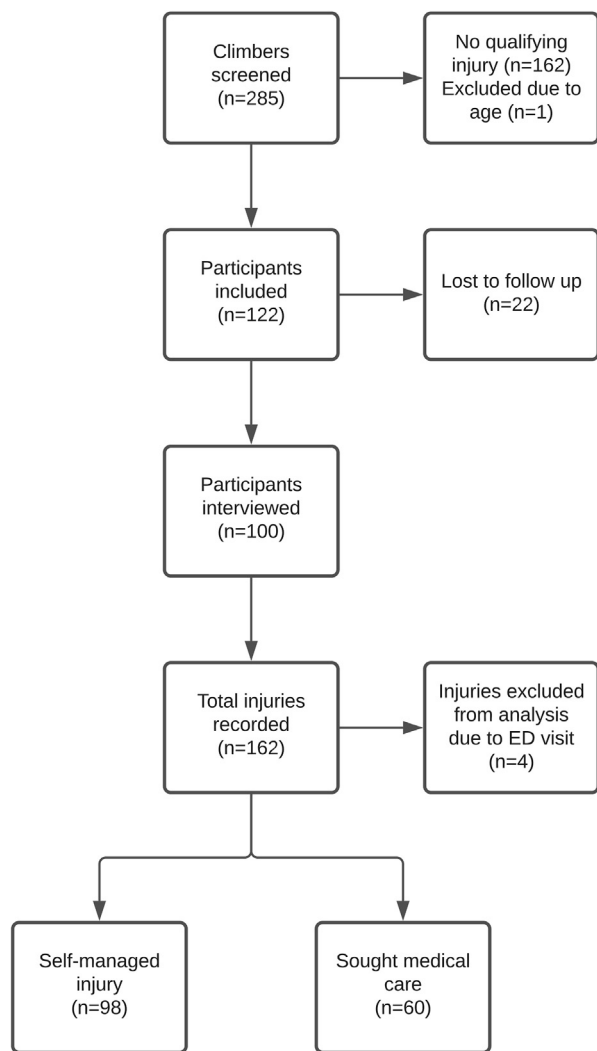 Climbers
screened
(n=285)
No qualifying
injury (n=162)
Excluded due to
age (n=1)
Participants
included
(n=122)
Lost to follow up
(n=22)
Participants
interviewed
(n=100)
Total injuries
recorded
(n=162)
Injuries excluded
from analysis
due to ED visit
(n=4)
Self-managed
injury
(n=98)
Sought medical
care
(n=60)